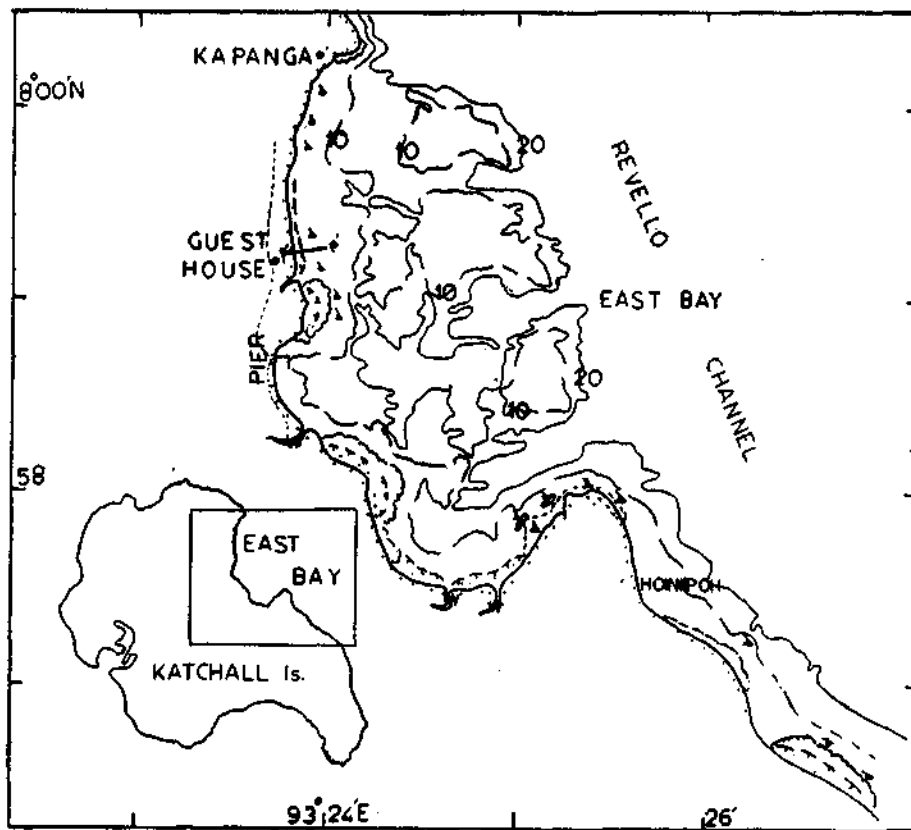 KAPANGA
8°00'N
10
10
20
REVELLO
GUEST
HOUSE
10
EAST BAY
PIER
20
10
CHANNEL
58'
EAST
BAY
HONIPOH
KATCHALL Is.
93°24'E
26'